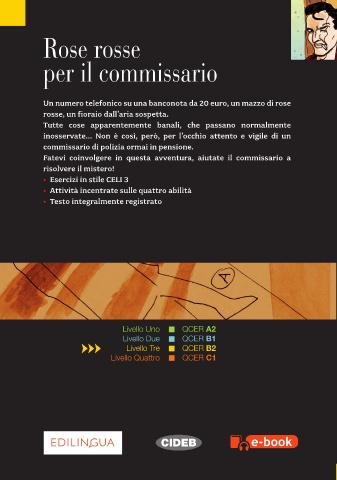 Rose rosse
per il commissario
Un numero telefonico su una banconota da 20 euro, un mazzo di rose
rosse, un fioraio dall'aria sospetta.
Tutte cose apparentemente banali, che passano normalmente
inosservate... Non è così, però, per l'occhio attento e vigile di un
commissario di polizia ormai in pensione.
Fatevi coinvolgere in questa avventura, aiutate il commissario a
risolvere il mistero!
• Esercizi in stile CELI 3
• Attività incentrate sulle quattro abilità
• Testo integralmente registrato
A
Livello Uno ■ QCER A2
Livello Due ■ QCER B1
Livello Tre ■ QCER B2
Livello Quattro ■ QCER C1
EDILINGUA CIDEB e-book